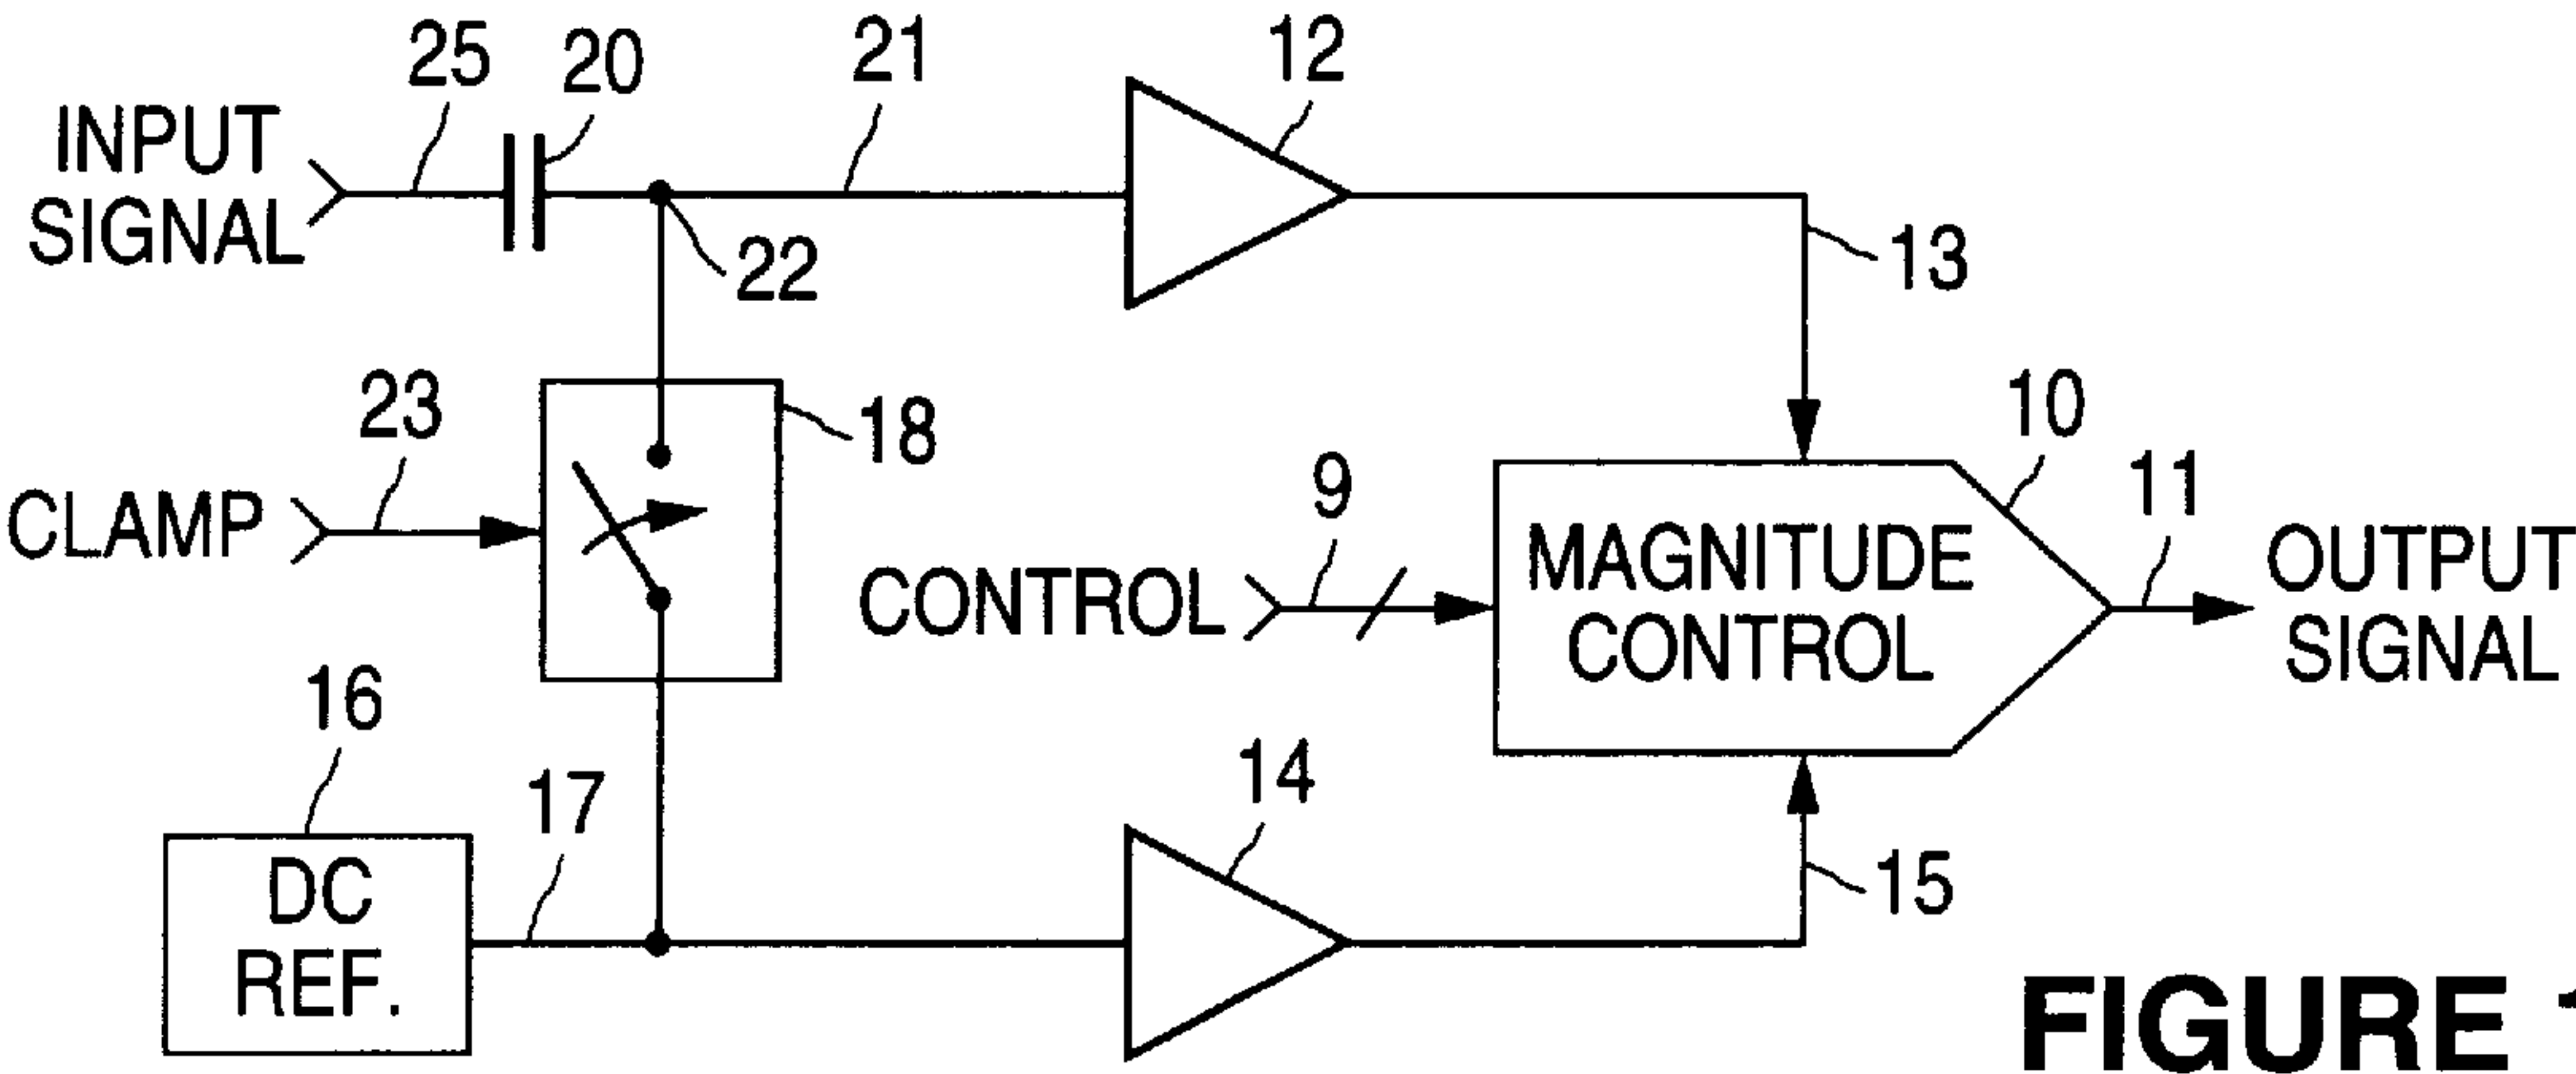 25
20
21
12
INPUT
SIGNAL
22
13
23
18
10
CLAMP
9
11
CONTROL
MAGNITUDE
CONTROL
OUTPUT
SIGNAL
16
17
14
DC
REF.
15
FIGURE